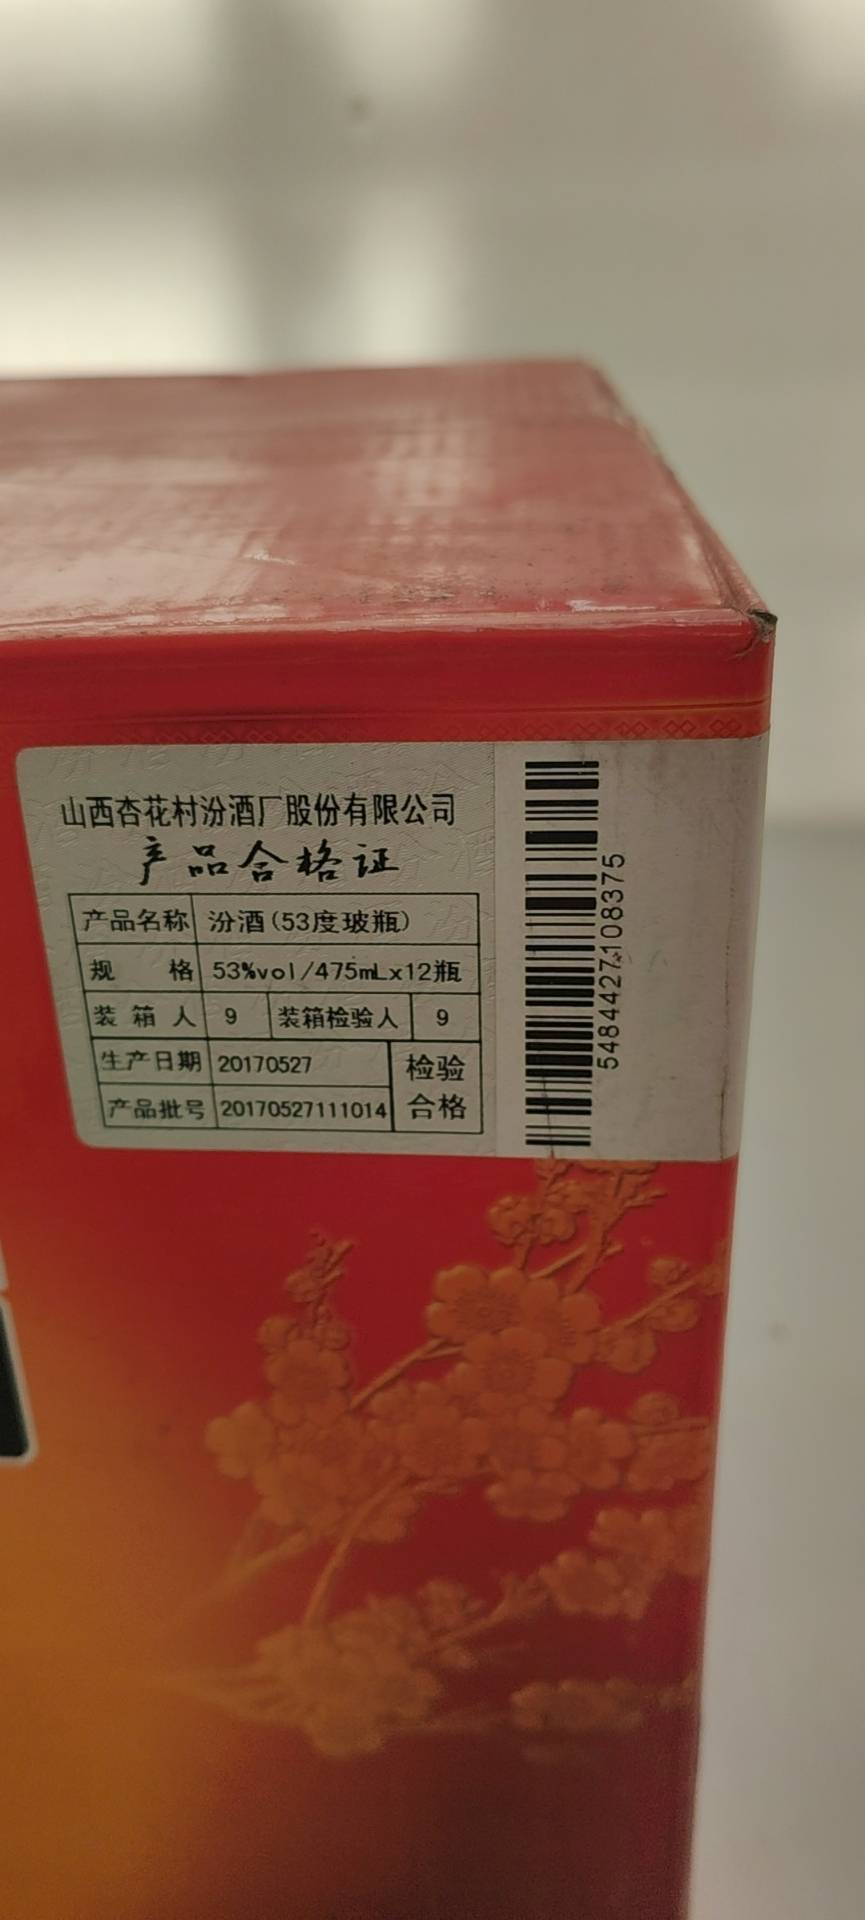 山西杏花村汾酒厂股份有限公司
产品合格证
产品名称 汾酒(53度玻瓶)
规 格 53%vol/475mLx12瓶
装箱人 9 装箱检验人 9
生产日期 20170527 检验
产品批号 20170527111014 合格
5484427108375